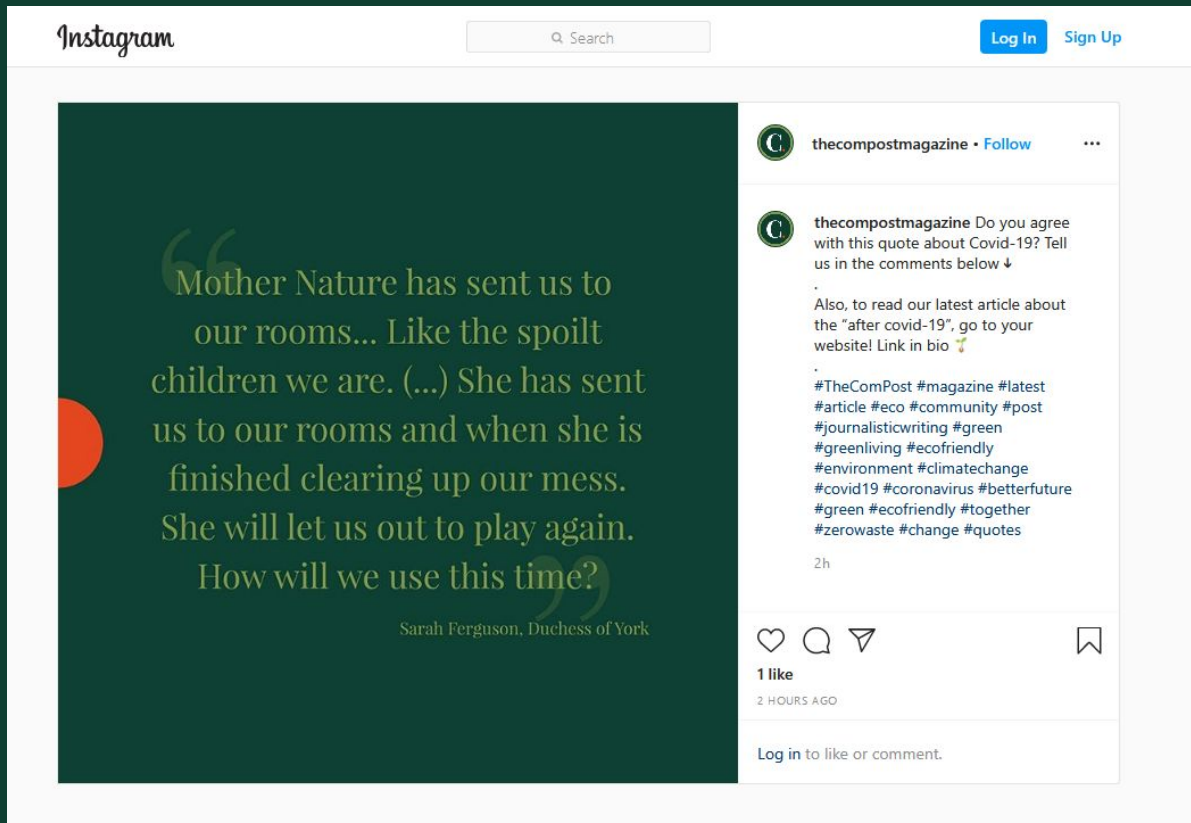 Instagram
Search
Log In
Sign Up
“
Mother Nature has sent us to
our rooms... Like the spoilt
children we are. (...) She has sent
us to our rooms and when she is
finished clearing up our mess.
She will let us out to play again.
How will we use this time?
”
Sarah Ferguson, Duchess of York
C
thecompostmagazine • Follow
...
C
thecompostmagazine Do you agree
with this quote about Covid-19? Tell
us in the comments below ↓
.
Also, to read our latest article about
the “after covid-19”, go to your
website! Link in bio 🌱
.
#TheComPost #magazine #latest
#article #eco #community #post
#journalisticwriting #green
#greenliving #ecofriendly
#environment #climatechange
#covid19 #coronavirus #betterfuture
#green #ecofriendly #together
#zerowaste #change #quotes
2h
1 like
2 HOURS AGO
Log in to like or comment.